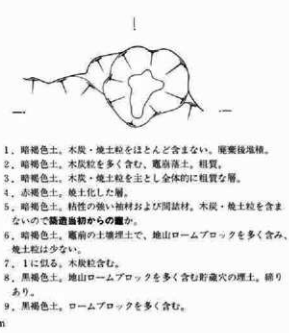 1、暗褐色土。木炭・焼土粒をほとんど含まない。廃棄後堆積。
2、暗褐色土。木炭粒を多く含む、竈崩落土。粗質。
3、暗褐色土。木炭・焼土粒を主とし全体的に粗質な層。
4、赤褐色土。焼土化した層。
5、暗褐色土。粘性の強い袖材および間詰材。木炭・焼土粒を含ま
ないので築造当初からの竈か。
6、暗褐色土。竈前の土壙埋土で、地山ロームブロックを多く含み、
焼土粒は少ない。
7、1に似る。木炭粒含む。
8、黒褐色土。地山ロームブロックを多く含む貯蔵穴の埋土。締り
あり。
9、黒褐色土。ロームブロックを多く含む。
m